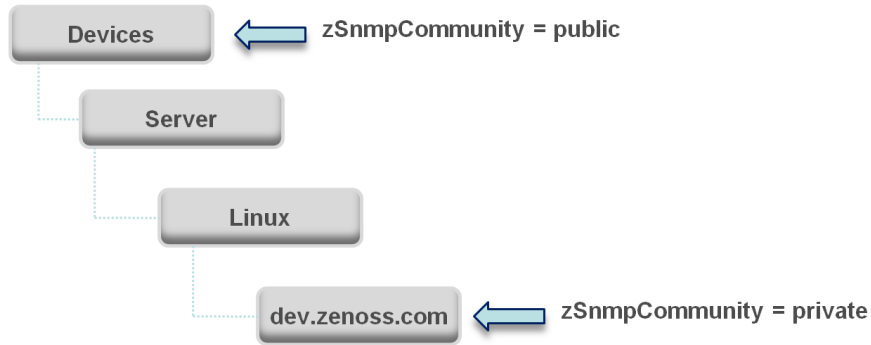 Devices
zSnmpCommunity = public
Server
Linux
dev.zenoss.com
zSnmpCommunity = private